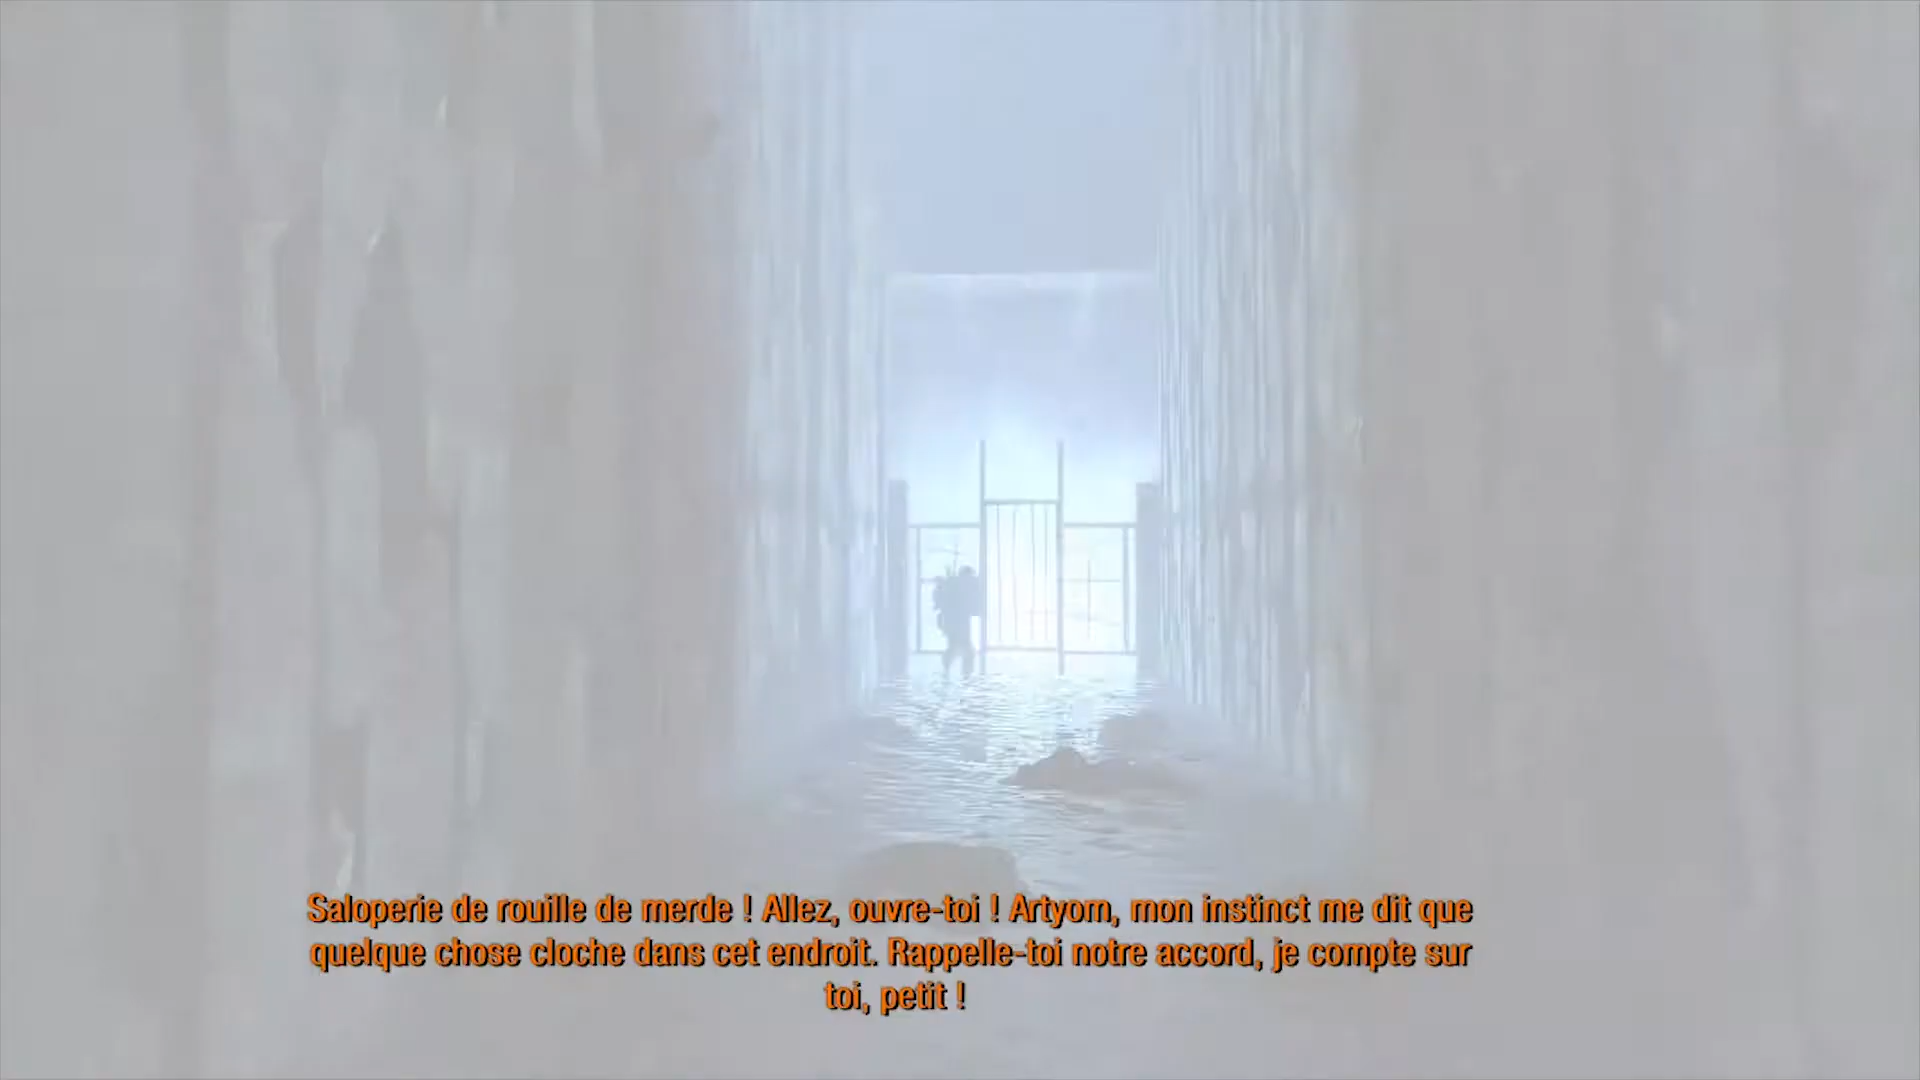 Saloperie de rouille de merde ! Allez, ouvre-toi ! Artyom, mon instinct me dit que
quelque chose cloche dans cet endroit. Rappelle-toi notre accord, je compte sur
toi, petit !